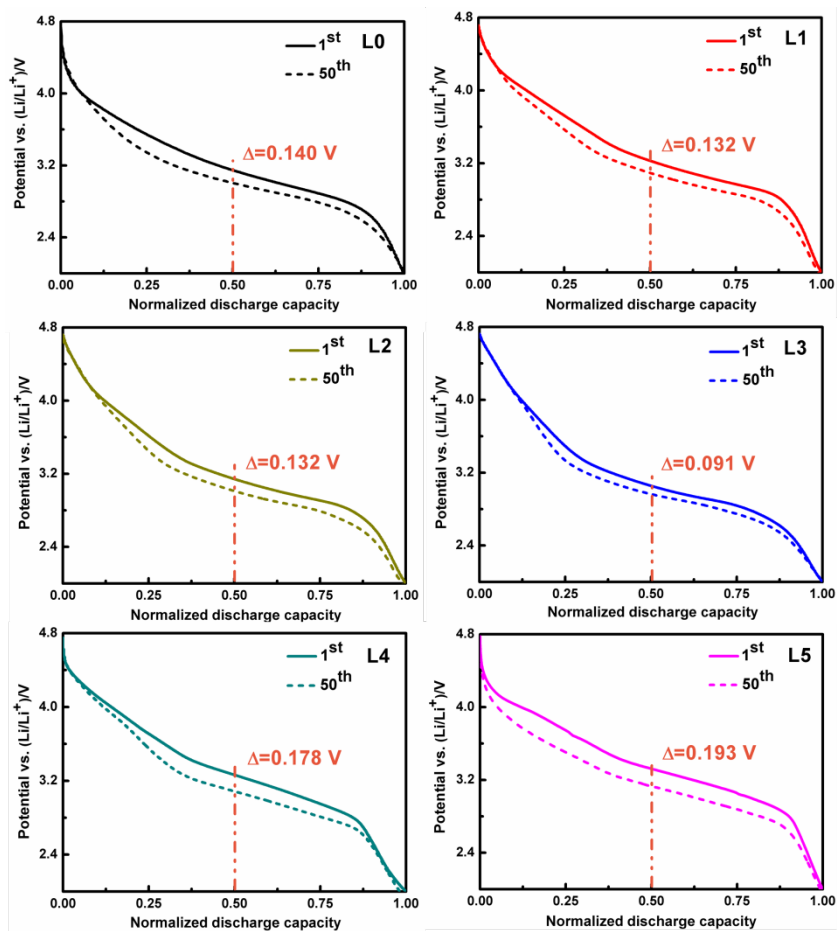 4.8
4.0
3.2
2.4
Potential vs. (Li/Li⁺)/V
1st
50th
L0
Δ=0.140 V
0.00 0.25 0.50 0.75 1.00
Normalized discharge capacity
4.8
4.0
3.2
2.4
Potential vs. (Li/Li⁺)/V
1st
50th
L1
Δ=0.132 V
0.00 0.25 0.50 0.75 1.00
Normalized discharge capacity
4.8
4.0
3.2
2.4
Potential vs. (Li/Li⁺)/V
1st
50th
L2
Δ=0.132 V
0.00 0.25 0.50 0.75 1.00
Normalized discharge capacity
4.8
4.0
3.2
2.4
Potential vs. (Li/Li⁺)/V
1st
50th
L3
Δ=0.091 V
0.00 0.25 0.50 0.75 1.00
Normalized discharge capacity
4.8
4.0
3.2
2.4
Potential vs. (Li/Li⁺)/V
1st
50th
L4
Δ=0.178 V
0.00 0.25 0.50 0.75 1.00
Normalized discharge capacity
4.8
4.0
3.2
2.4
Potential vs. (Li/Li⁺)/V
1st
50th
L5
Δ=0.193 V
0.00 0.25 0.50 0.75 1.00
Normalized discharge capacity